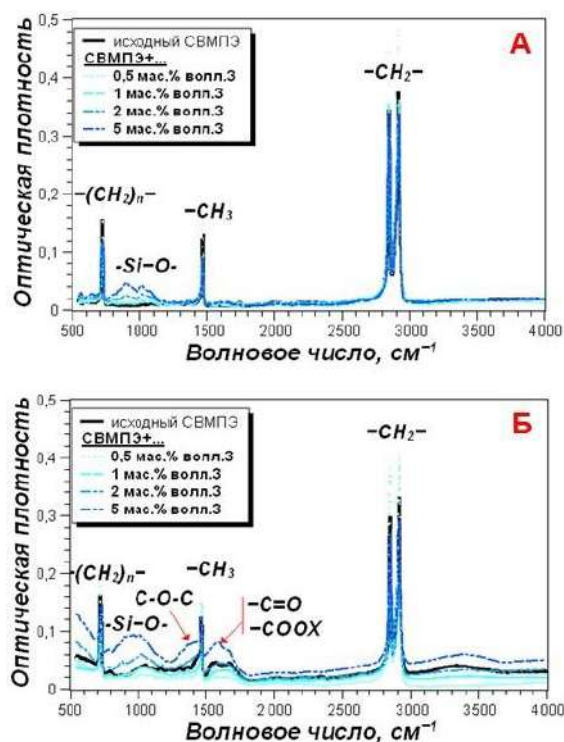 А
Оптическая плотность
0,5
0,4
0,3
0,2
0,1
0
исходный СВМПЭ
СВМПЭ+...
0,5 мас.% волл.3
1 мас.% волл.3
2 мас.% волл.3
5 мас.% волл.3
–CH2–
–(CH2)n–
–CH3
-Si–O-
500 1000 1500 2000 2500 3000 3500 4000
Волновое число, см–1
Б
Оптическая плотность
0,5
0,4
0,3
0,2
0,1
0
исходный СВМПЭ
СВМПЭ+...
0,5 мас.% волл.3
1 мас.% волл.3
2 мас.% волл.3
5 мас.% волл.3
–CH2–
-(CH2)n-
–CH3
C-O-C
–C=O
–COOX
-Si–O-
500 1000 1500 2 000 2500 3000 3500 4000
Волновое число, см–1